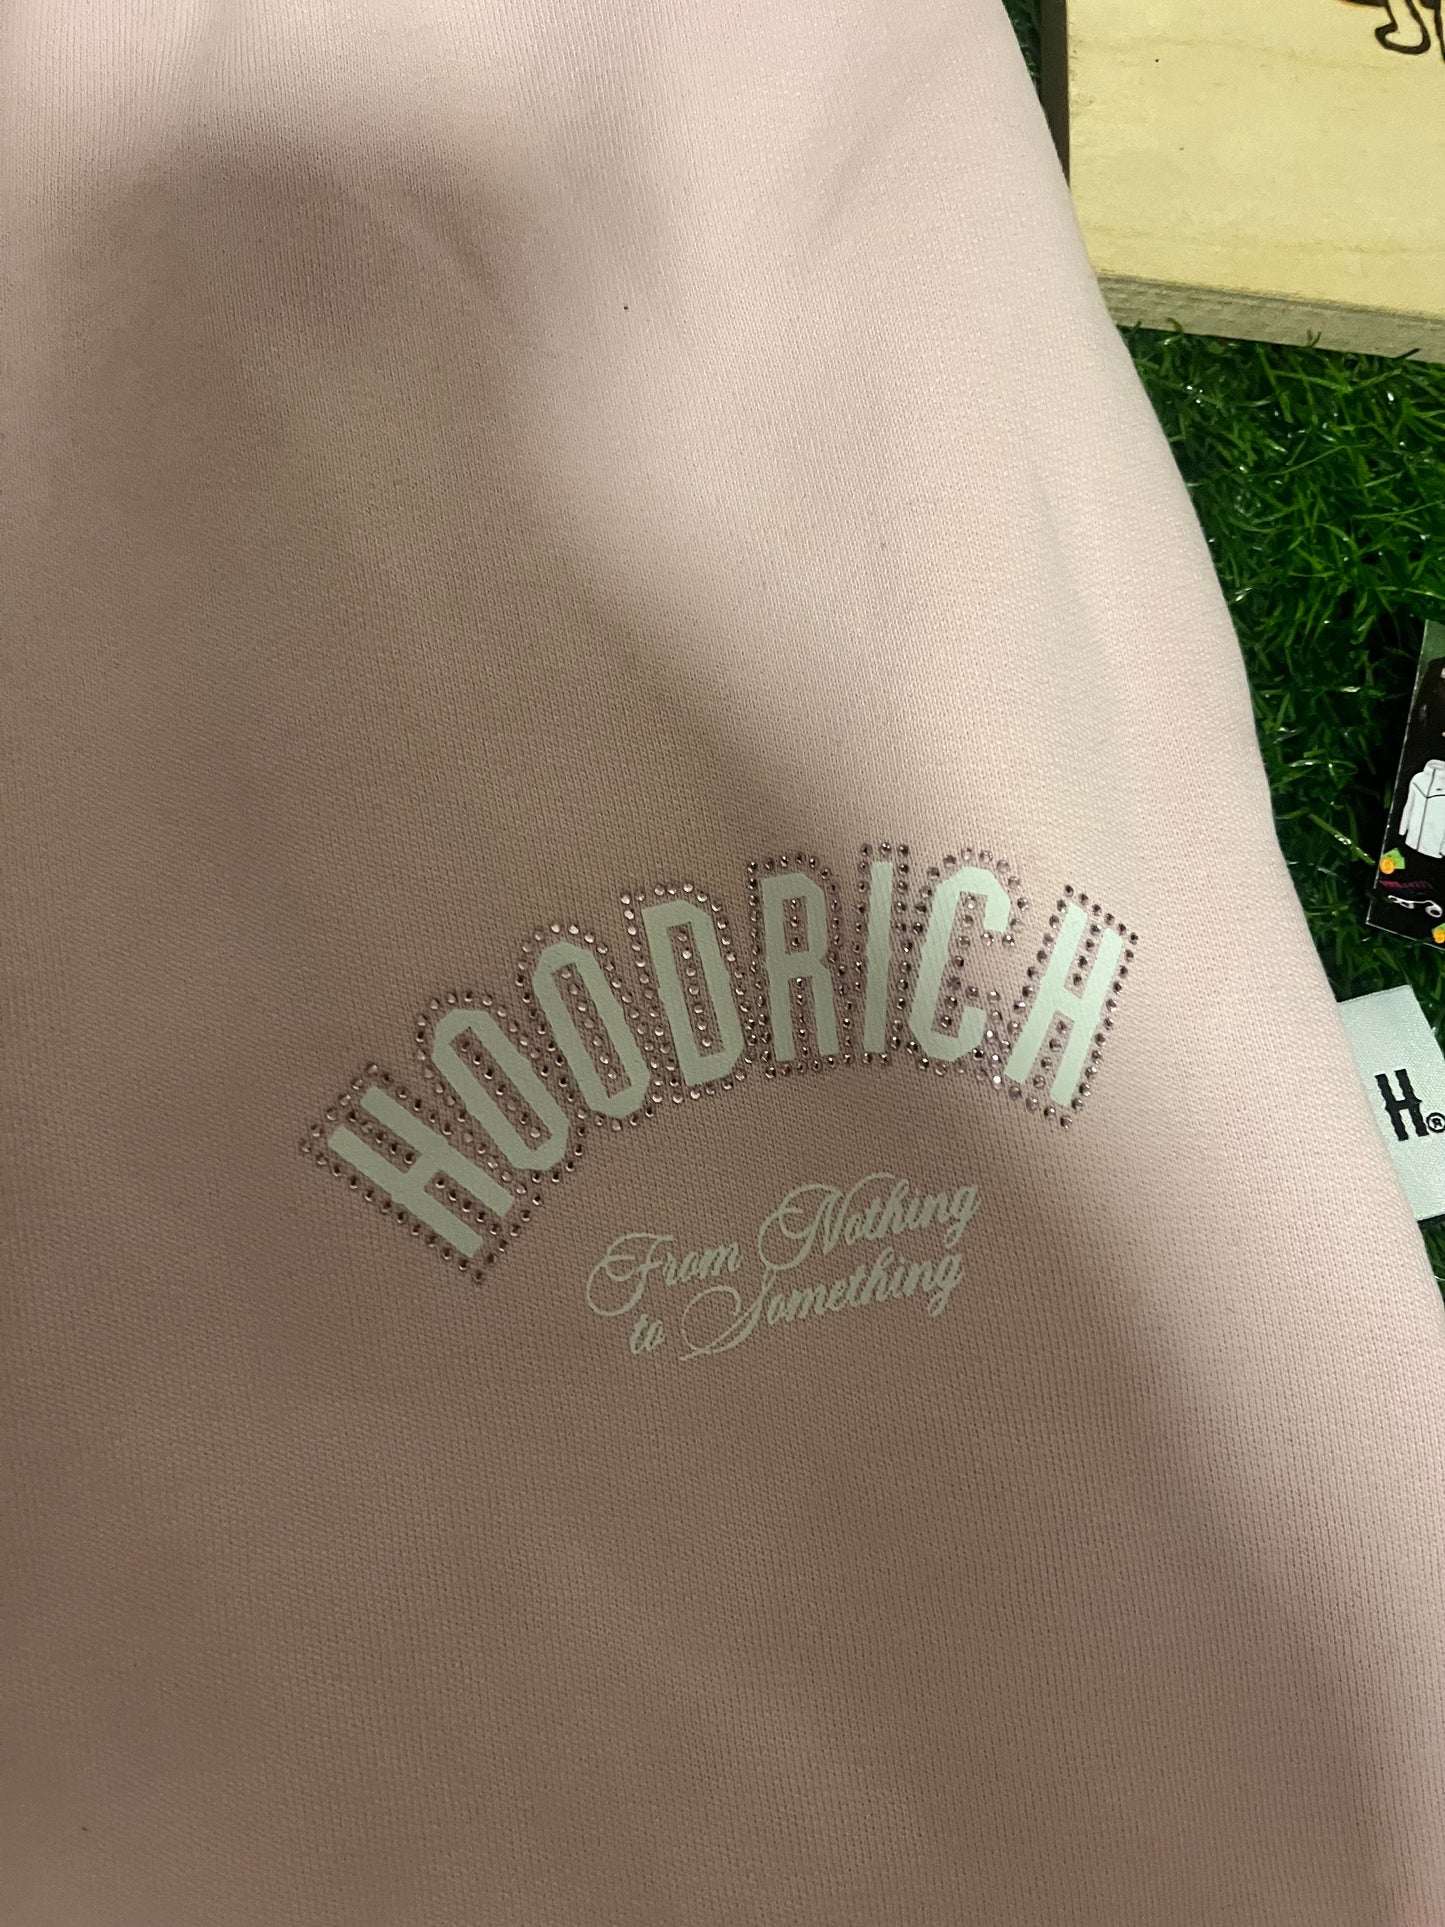 HOODRICH
From Nothing
to Something
H®